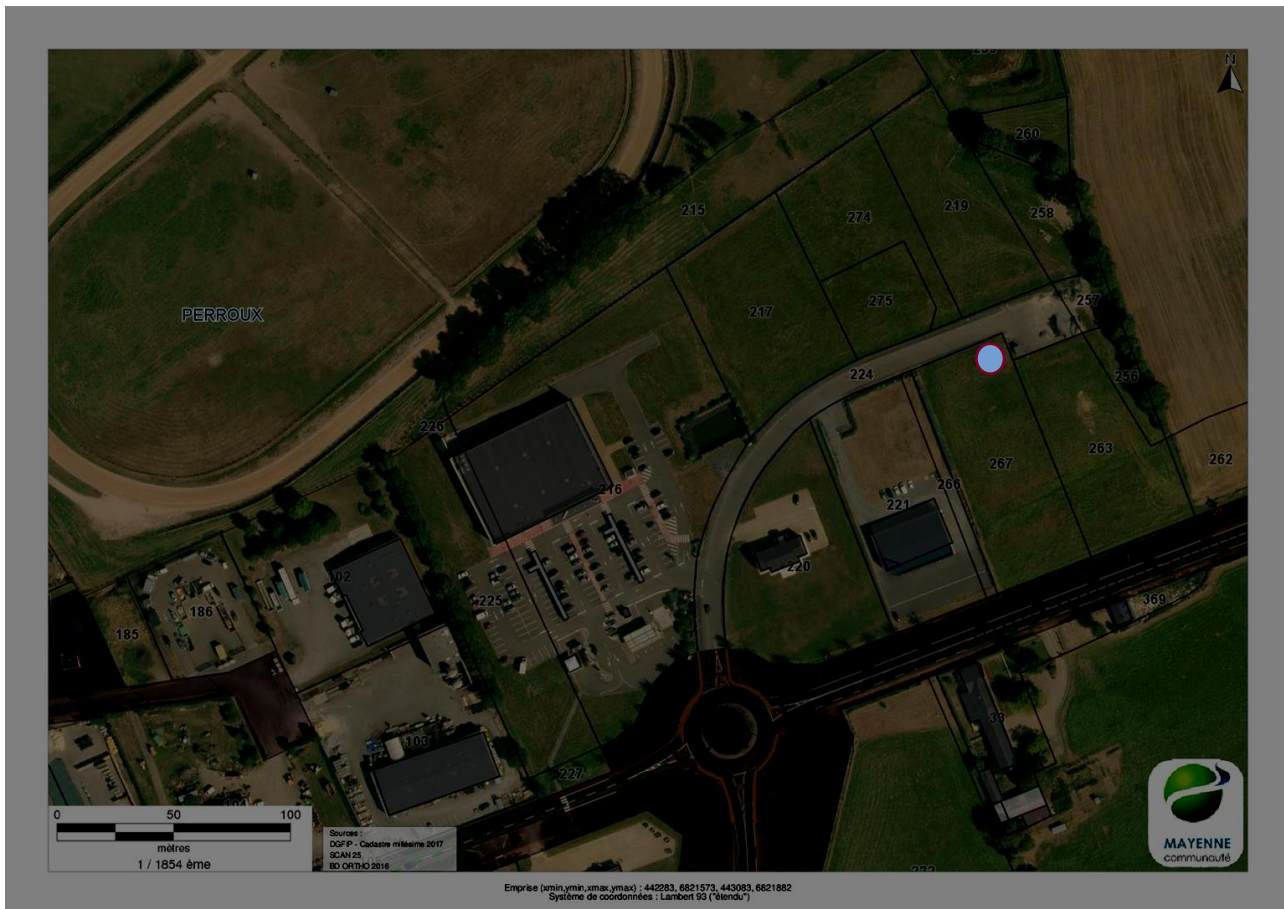 N
260
215
274
219
258
PERROUX
217
275
257
224
256
226
267
263
262
216
221
266
102
220
225
186
369
185
38
103
227
0 50 100
mètres
1 / 1854 ème
Sources :
DGFIP - Cadastre millésime 2017
SCAN 25
BD ORTHO 2016
MAYENNE
communauté
Emprise (xmin,ymin,xmax,ymax) : 442283, 6821573, 443083, 6821882
Système de coordonnées : Lambert 93 ("étendu")